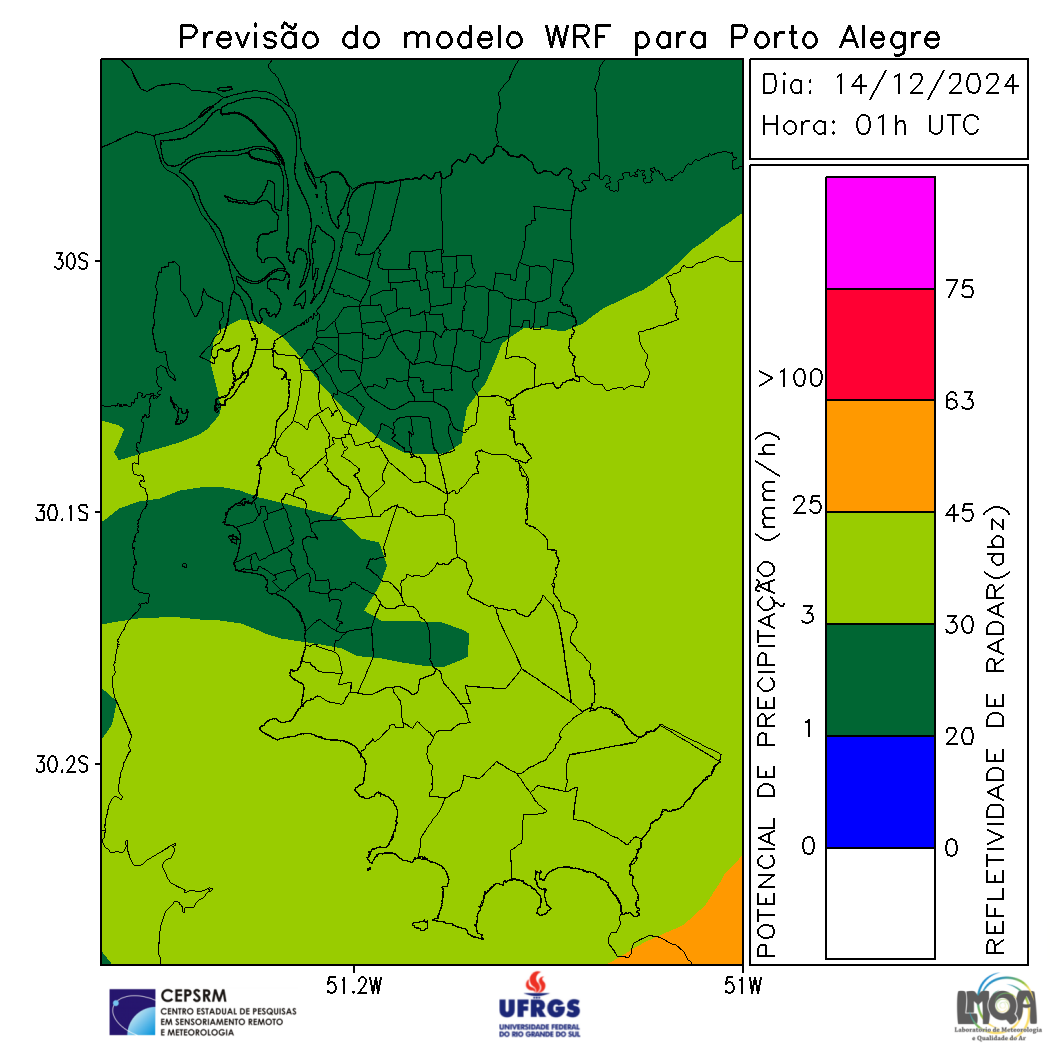 Previsão do modelo WRF para Porto Alegre
Dia: 14/12/2024
Hora: 01h UTC
30S
30.1S
30.2S
51.2W
51W
POTENCIAL DE PRECIPITAÇÃO (mm/h)
>100
25
3
1
0
75
63
45
30
20
0
REFLETIVIDADE DE RADAR(dbz)
CEPSRM
CENTRO ESTADUAL DE PESQUISAS
EM SENSORIAMENTO REMOTO
E METEOROLOGIA
UFRGS
UNIVERSIDADE FEDERAL
DO RIO GRANDE DO SUL
LMQA
Laboratório de Meteorologia
e Qualidade do Ar